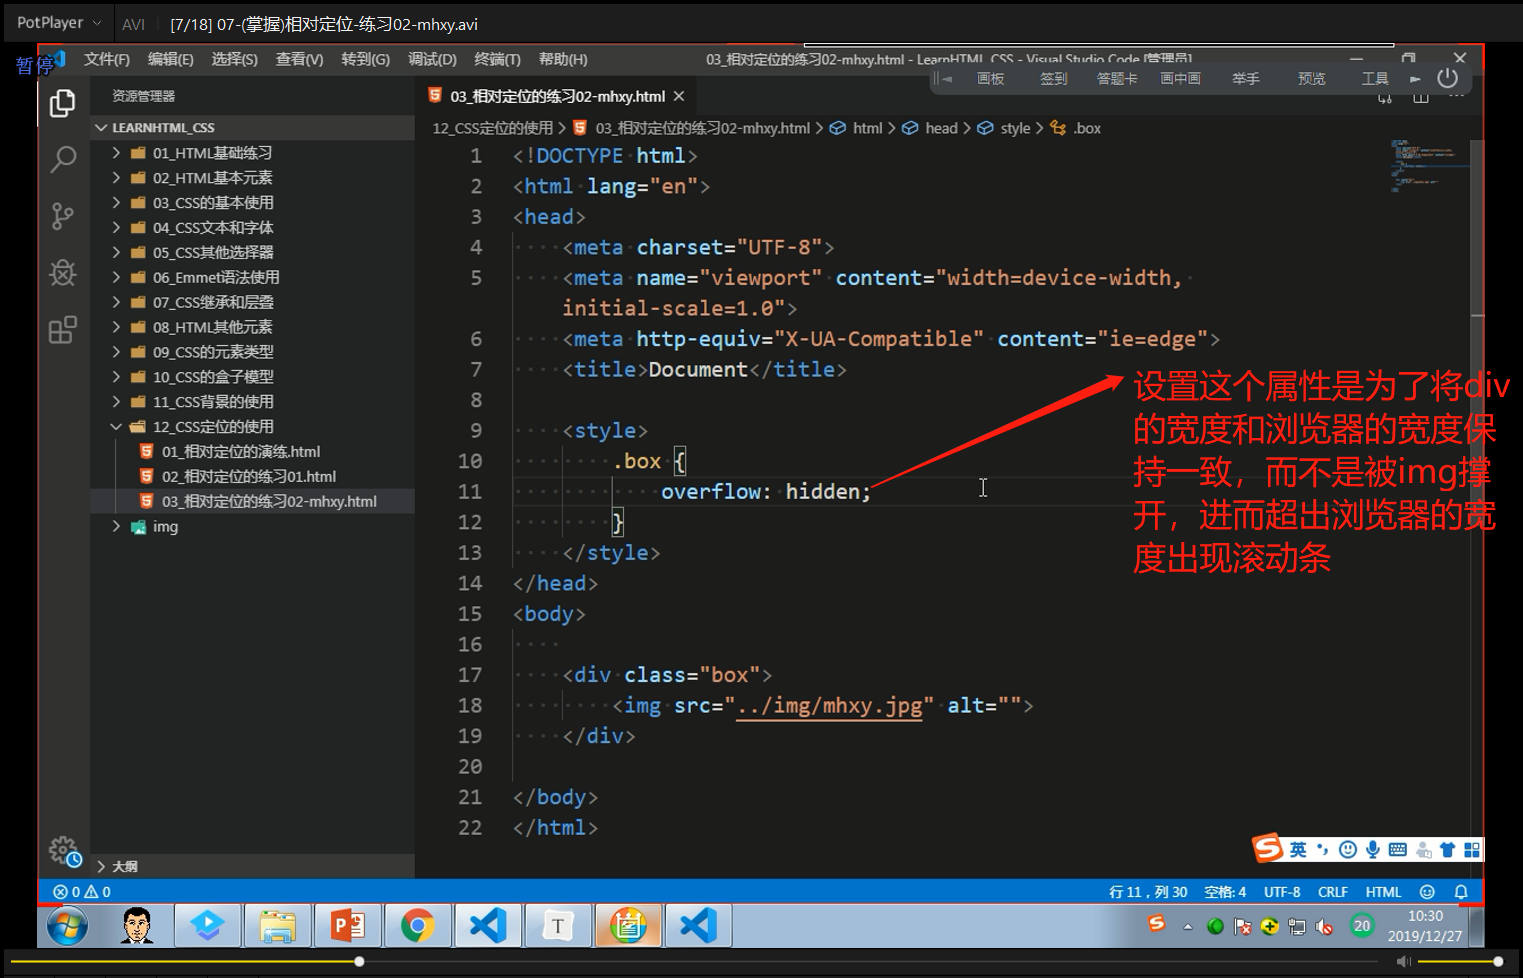 PotPlayer AVI [7/18] 07-(掌握)相对定位-练习02-mhxy.avi
暂停
文件(F) 编辑(E) 选择(S) 查看(V) 转到(G) 调试(D) 终端(T) 帮助(H) 03_相对定位的练习02-mhxy.html - LearnHTML_CSS - Visual Studio Code [管理员]
画板 签到 答题卡 画中画 举手 预览 工具
资源管理器
03_相对定位的练习02-mhxy.html
LEARNHTML_CSS
12_CSS定位的使用 > 03_相对定位的练习02-mhxy.html > html > head > style > .box
01_HTML基础练习
02_HTML基本元素
03_CSS的基本使用
04_CSS文本和字体
05_CSS其他选择器
06_Emmet语法使用
07_CSS继承和层叠
08_HTML其他元素
09_CSS的元素类型
10_CSS的盒子模型
11_CSS背景的使用
12_CSS定位的使用
01_相对定位的演练.html
02_相对定位的练习01.html
03_相对定位的练习02-mhxy.html
img
大纲
1 <!DOCTYPE html>
2 <html lang="en">
3 <head>
4 <meta charset="UTF-8">
5 <meta name="viewport" content="width=device-width,
initial-scale=1.0">
6 <meta http-equiv="X-UA-Compatible" content="ie=edge">
7 <title>Document</title>
8
9 <style>
10 .box {
11 overflow: hidden;
12 }
13 </style>
14 </head>
15 <body>
16
17 <div class="box">
18 <img src="../img/mhxy.jpg" alt="">
19 </div>
20
21 </body>
22 </html>
设置这个属性是为了将div
的宽度和浏览器的宽度保
持一致，而不是被img撑
开，进而超出浏览器的宽
度出现滚动条
英
0 0 行 11，列 30 空格: 4 UTF-8 CRLF HTML
20
10:30
2019/12/27